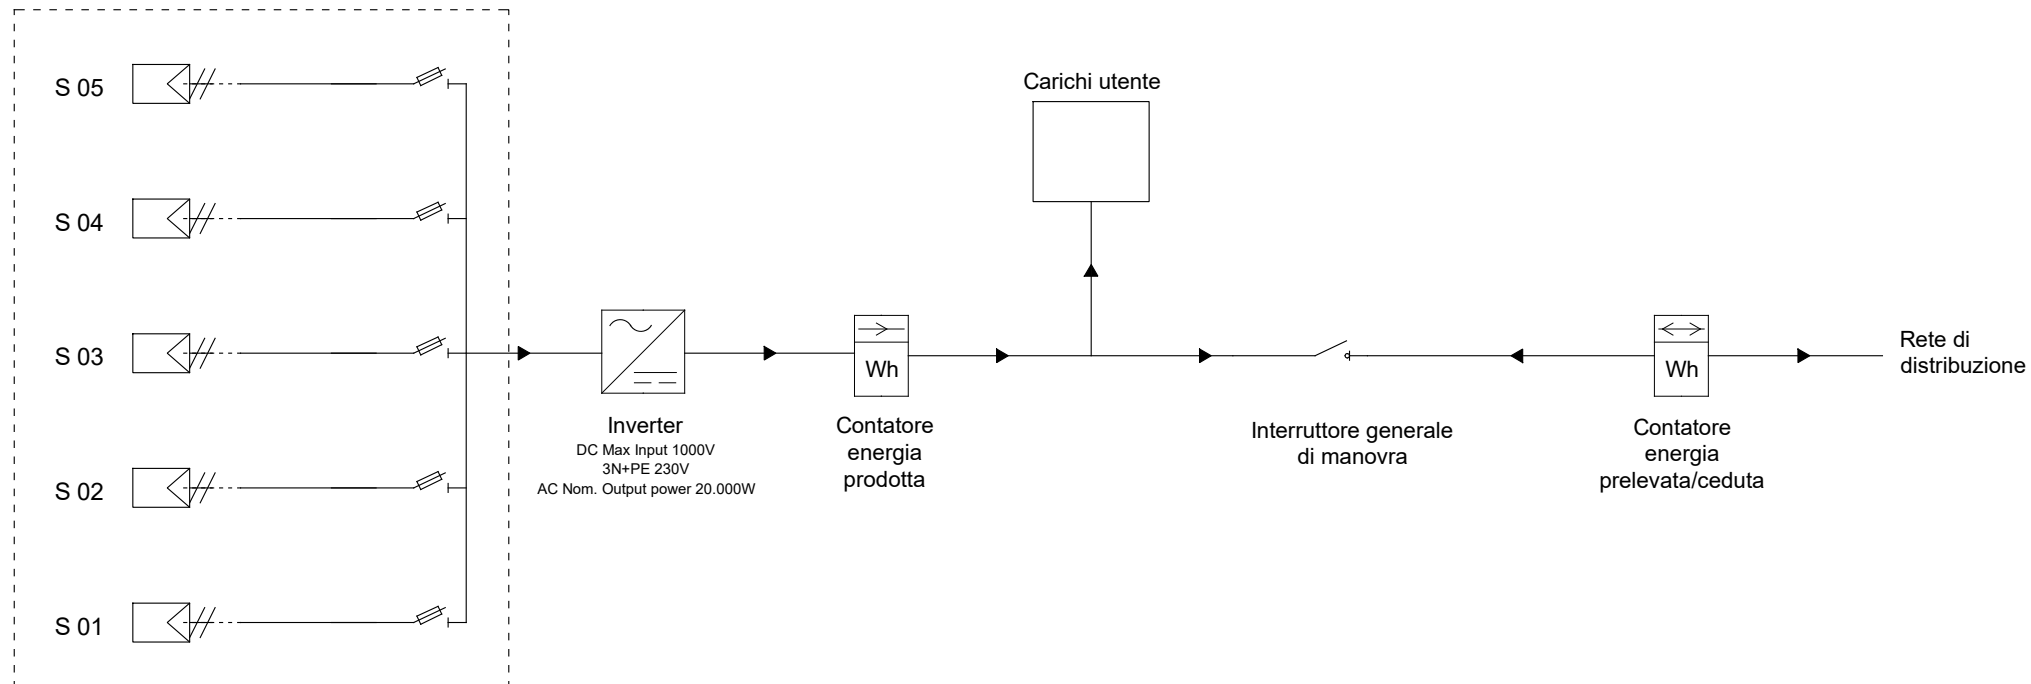 S 05
S 04
S 03
S 02
S 01
Inverter
DC Max Input 1000V
3N+PE 230V
AC Nom. Output power 20.000W
Wh
Contatore
energia
prodotta
Carichi utente
Interruttore generale
di manovra
Wh
Contatore
energia
prelevata/ceduta
Rete di
distribuzione